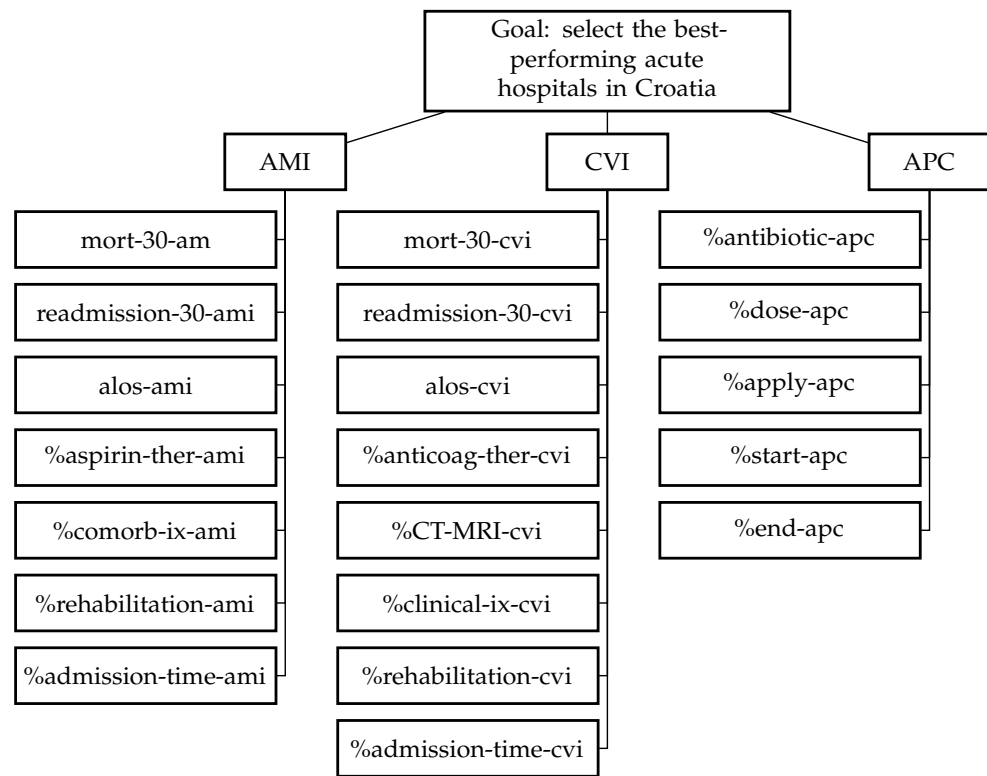 Goal: select the best-
performing acute
hospitals in Croatia
AMI
CVI
APC
mort-30-am
readmission-30-ami
alos-ami
%aspirin-ther-ami
%comorb-ix-ami
%rehabilitation-ami
%admission-time-ami
mort-30-cvi
readmission-30-cvi
alos-cvi
%anticoag-ther-cvi
%CT-MRI-cvi
%clinical-ix-cvi
%rehabilitation-cvi
%admission-time-cvi
%antibiotic-apc
%dose-apc
%apply-apc
%start-apc
%end-apc